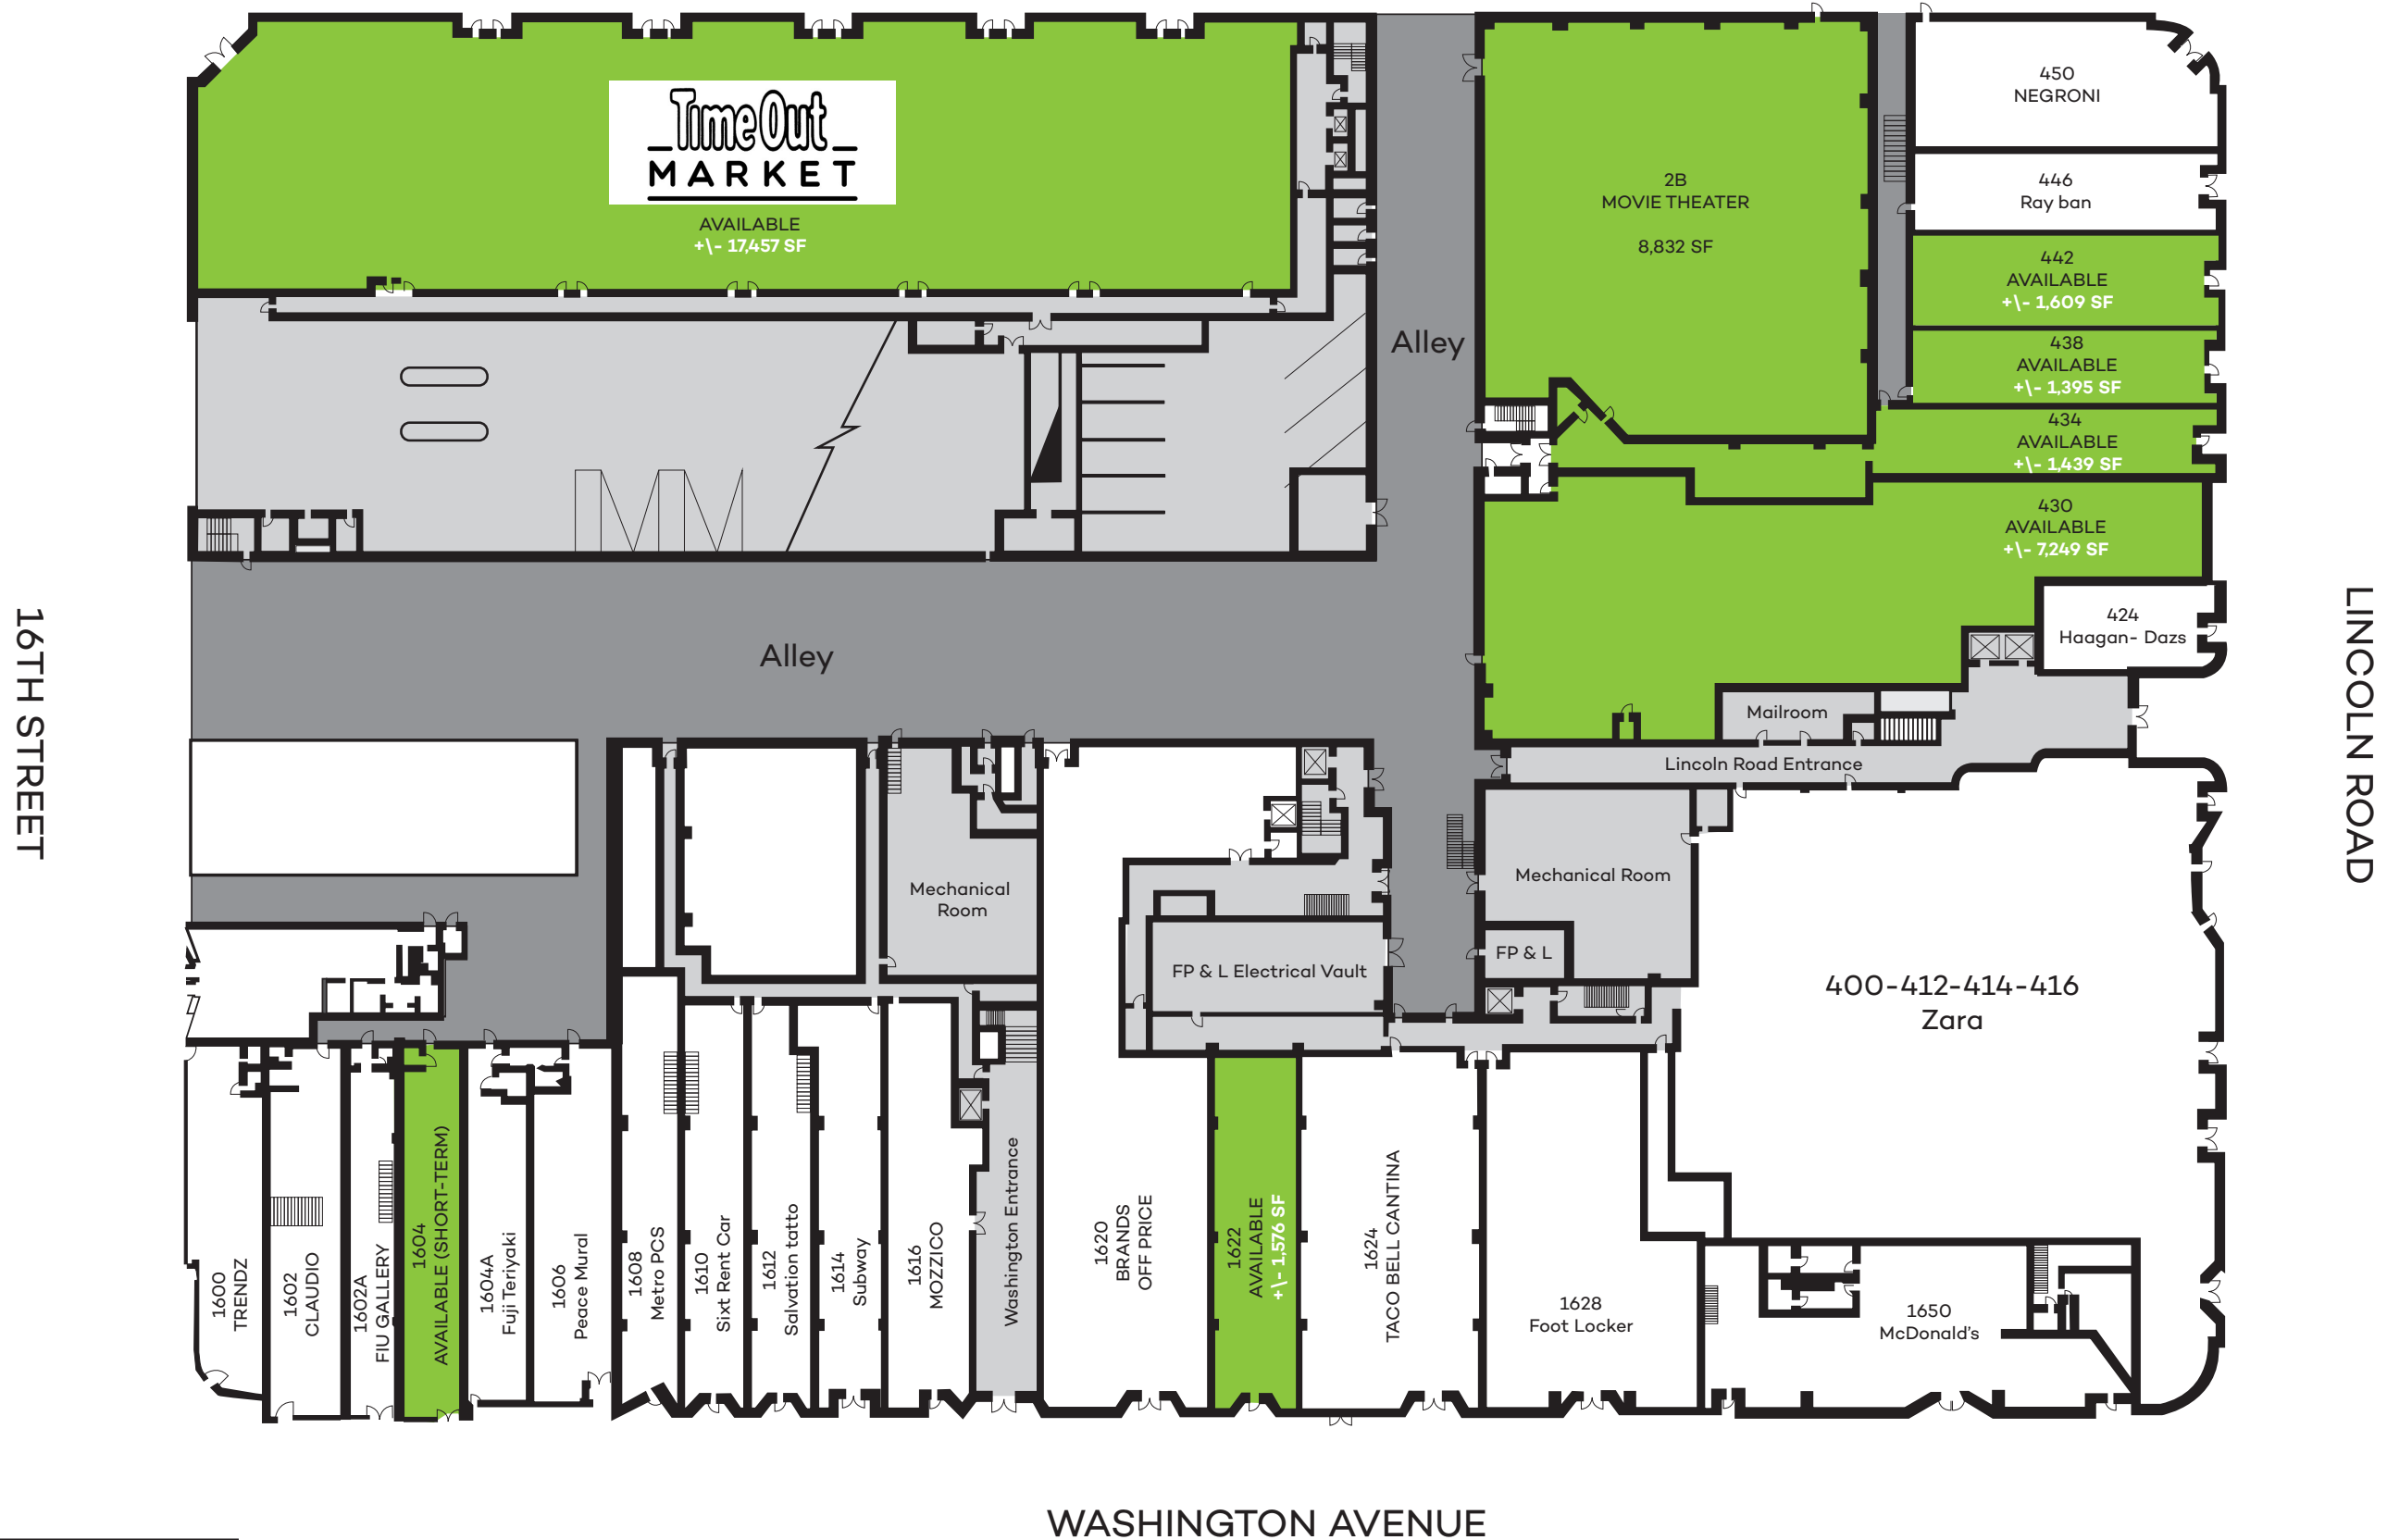 Time Out
MARKET
AVAILABLE
+\- 17,457 SF
2B
MOVIE THEATER
8,832 SF
450
NEGRONI
446
Ray ban
442
AVAILABLE
+\- 1,609 SF
438
AVAILABLE
+\- 1,395 SF
434
AVAILABLE
+\- 1,439 SF
430
AVAILABLE
+\- 7,249 SF
424
Haagan- Dazs
Alley
Alley
16TH STREET
LINCOLN ROAD
Mailroom
Lincoln Road Entrance
Mechanical
Room
Mechanical Room
FP & L Electrical Vault
FP & L
400-412-414-416
Zara
1600
TRENDZ
1602
CLAUDIO
1602A
FIU GALLERY
1604
AVAILABLE (SHORT-TERM)
1604A
Fuji Teriyaki
1606
Peace Mural
1608
Metro PCS
1610
Sixt Rent Car
1612
Salvation tatto
1614
Subway
1616
MOZZICO
Washington Entrance
1620
BRANDS
OFF PRICE
1622
AVAILABLE
+\- 1,576 SF
1624
TACO BELL CANTINA
1628
Foot Locker
1650
McDonald's
WASHINGTON AVENUE